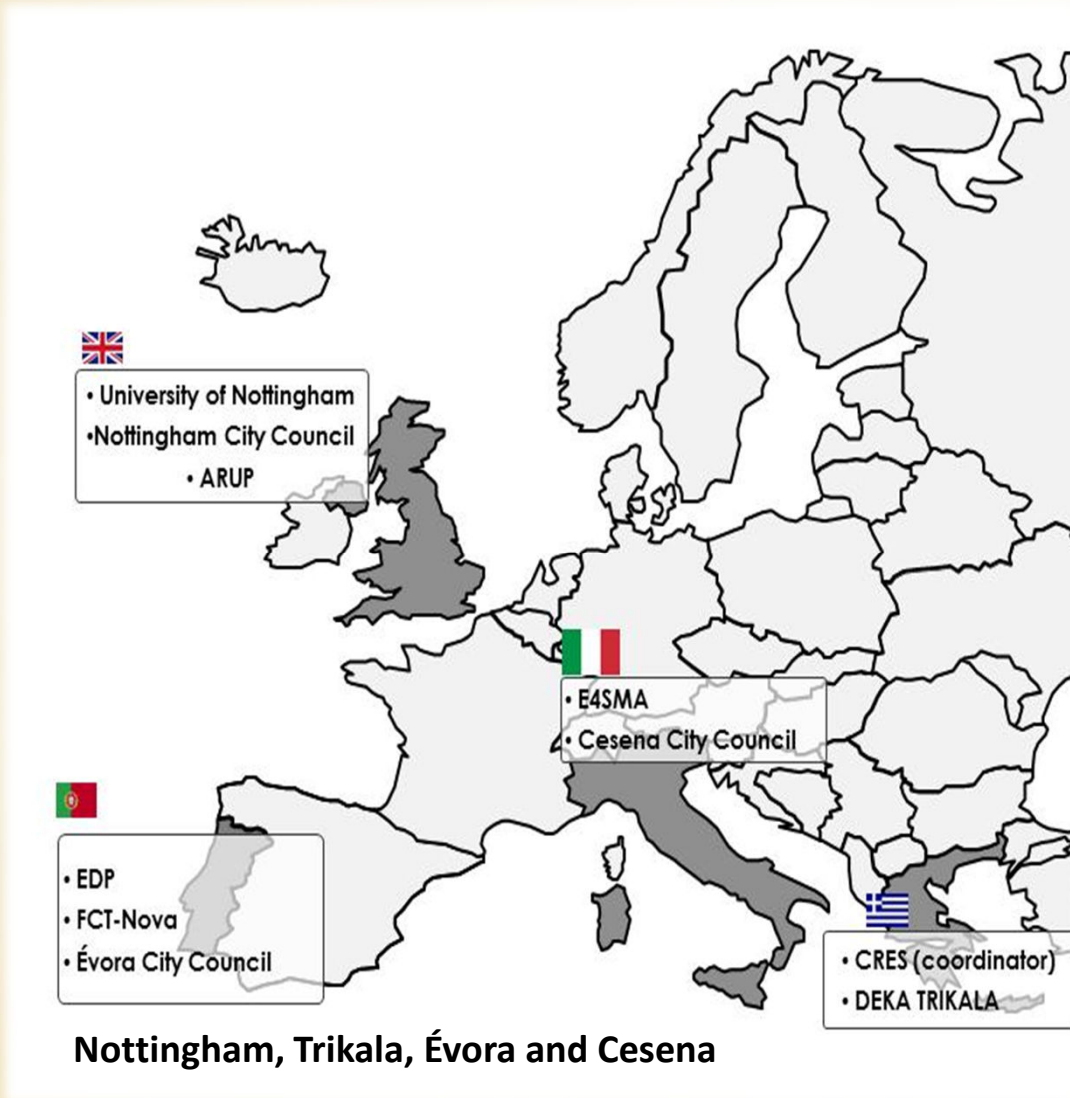 • University of Nottingham
•Nottingham City Council
• ARUP
• E4SMA
• Cesena City Council
• EDP
• FCT-Nova
• Évora City Council
• CRES (coordinator)
• DEKA TRIKALA
Nottingham, Trikala, Évora and Cesena